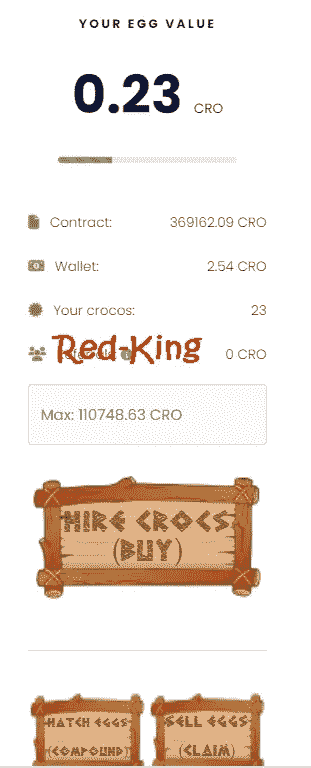 YOUR EGG VALUE
0.23 CRO
Contract: 369162.09 CRO
Wallet: 2.54 CRO
Your crocos: 23
Red-King 0 CRO
Max: 110748.63 CRO
HIRE CROCS
(BUY)
HATCH EGGS SELL EGGS
(COMPOUND) (CLAIM)